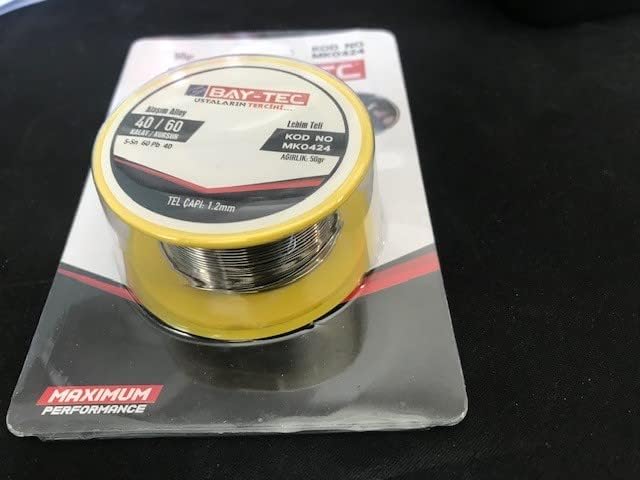 KOD NO
MK0424
TEC
BAY-TEC
USTALARIN TERCİHİ...
Alaşım Alloy
40 / 60
KALAY / KURŞUN
S-Sn 60 Pb 40
Lehim Teli
KOD NO
MK0424
AĞIRLIK: 50gr
TEL ÇAPI: 1.2mm
MAXIMUM
PERFORMANCE